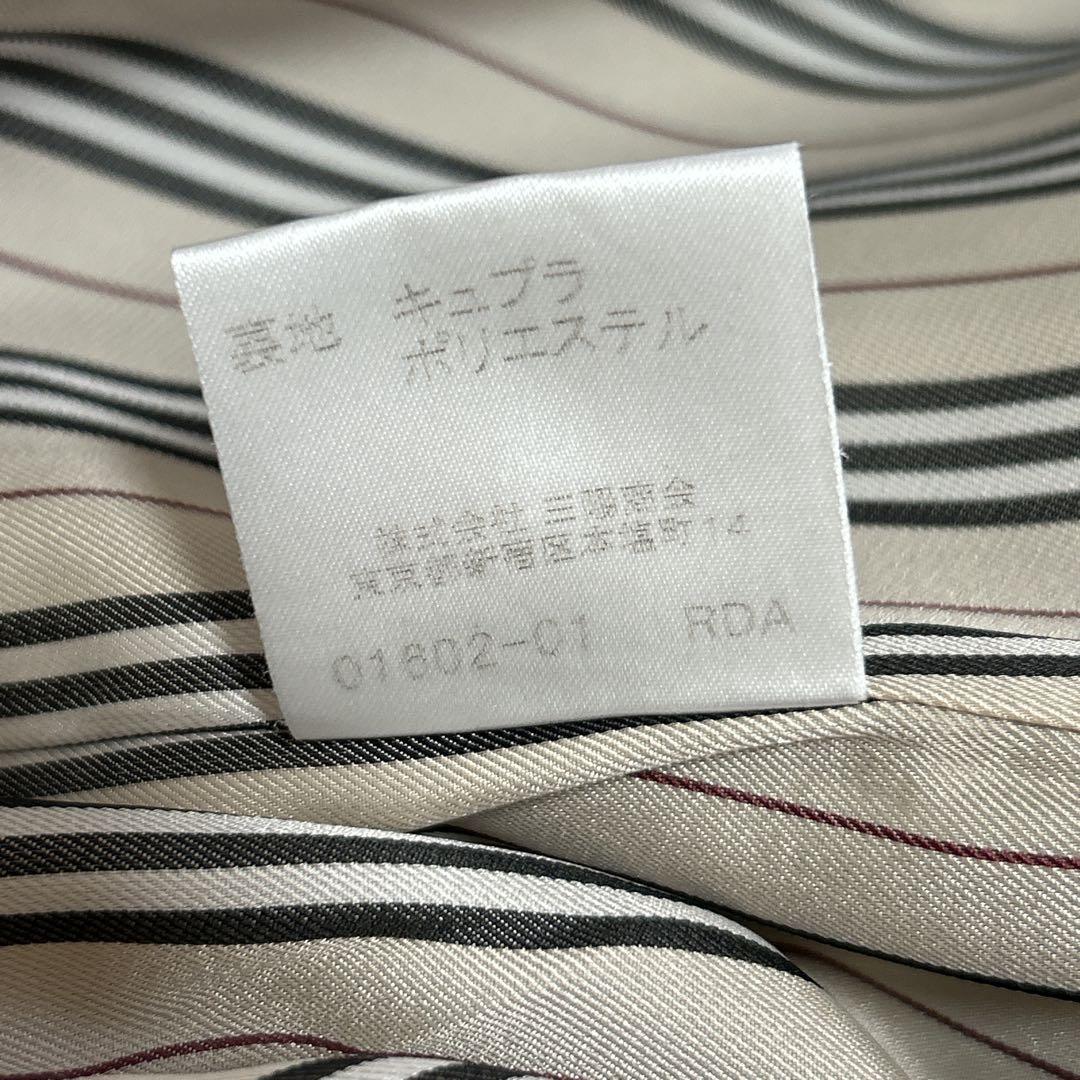 裏地 キュプラ
ポリエステル
株式会社 三陽商会
東京都新宿区本塩町14
01602-01 RDA